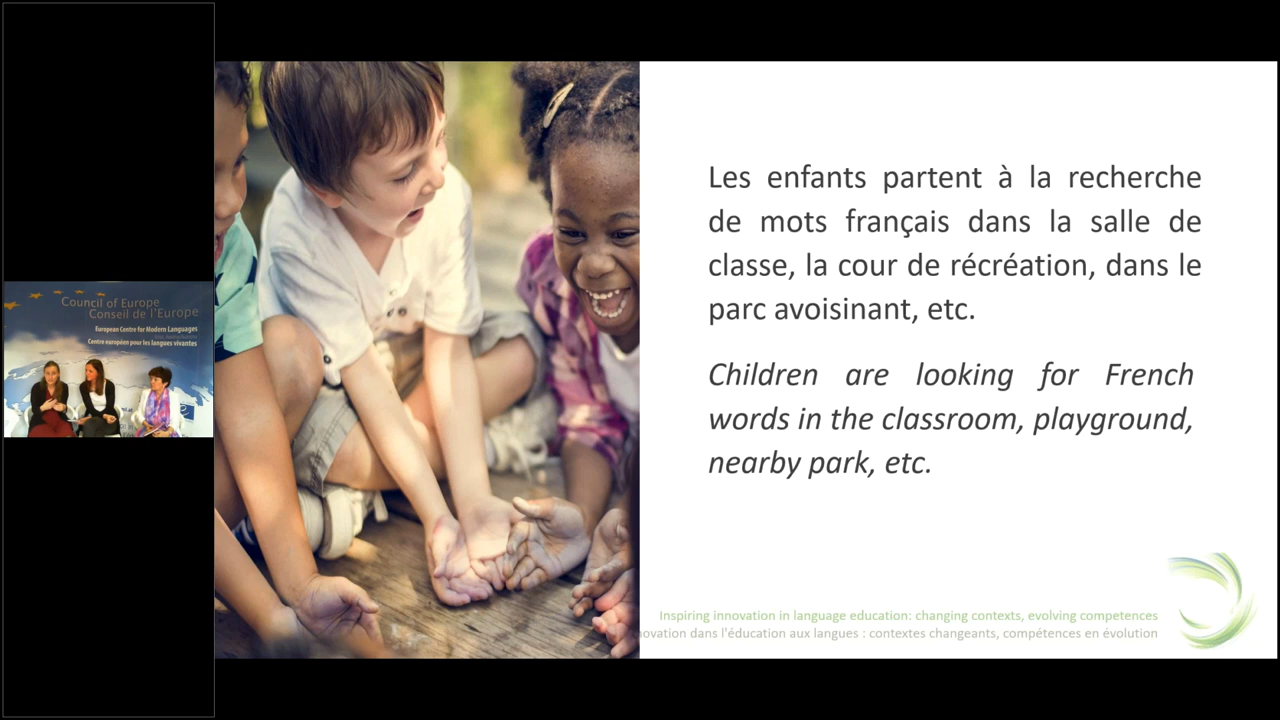 Council of Europe
Conseil de l'Europe
European Centre for Modern Languages
Centre européen pour les langues vivantes
Les enfants partent à la recherche
de mots français dans la salle de
classe, la cour de récréation, dans le
parc avoisinant, etc.
Children are looking for French
words in the classroom, playground,
nearby park, etc.
Inspiring innovation in language education: changing contexts, evolving competences
dans l'éducation aux langues : contextes changeants, compétences en évolution